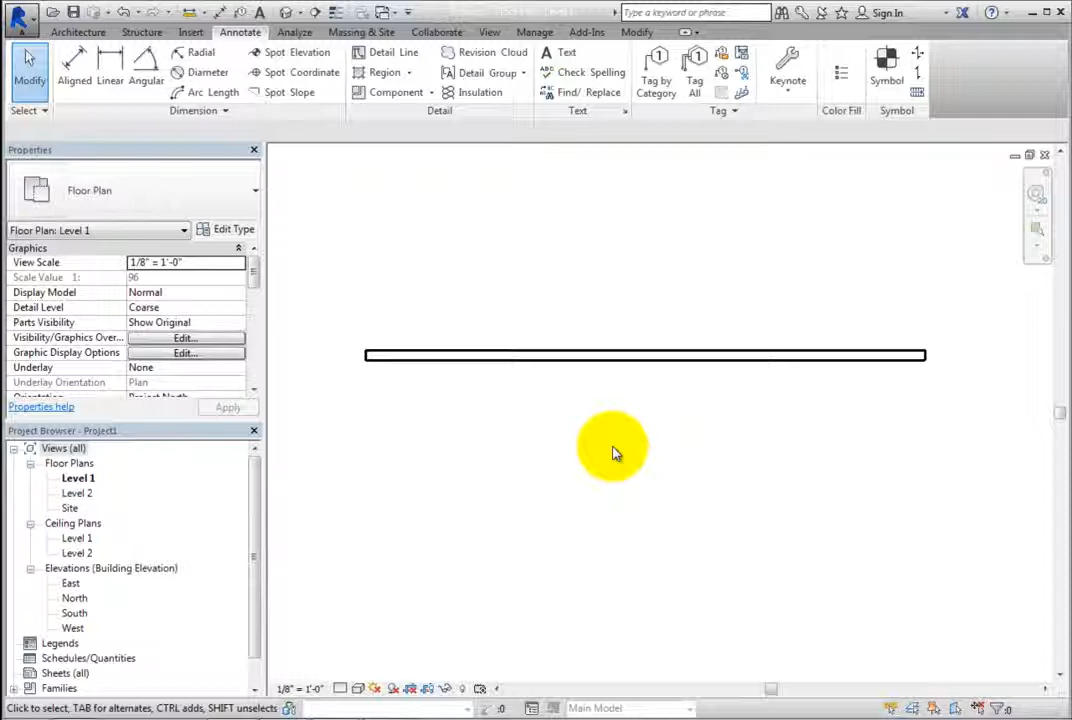 Type a keyword or phrase
Sign In
Architecture Structure Insert Annotate Analyze Massing & Site Collaborate View Manage Add-Ins Modify
Modify Aligned Linear Angular Radial Diameter Arc Length Spot Elevation Spot Coordinate Spot Slope
Detail Line Region Component Revision Cloud Detail Group Insulation
Text Check Spelling Find/ Replace
Tag by Category Tag All Keynote Symbol
Select Dimension Detail Text Tag Color Fill Symbol
Properties
Floor Plan
Floor Plan: Level 1 Edit Type
Graphics
View Scale 1/8" = 1'-0"
Scale Value 1: 96
Display Model Normal
Detail Level Coarse
Parts Visibility Show Original
Visibility/Graphics Over... Edit...
Graphic Display Options Edit...
Underlay None
Underlay Orientation Plan
Orientation Project North
Properties help Apply
Project Browser - Project1
Views (all)
Floor Plans
Level 1
Level 2
Site
Ceiling Plans
Level 1
Level 2
Elevations (Building Elevation)
East
North
South
West
Legends
Schedules/Quantities
Sheets (all)
Families
1/8" = 1'-0"
Click to select, TAB for alternates, CTRL adds, SHIFT unselects
:0
Main Model
:0